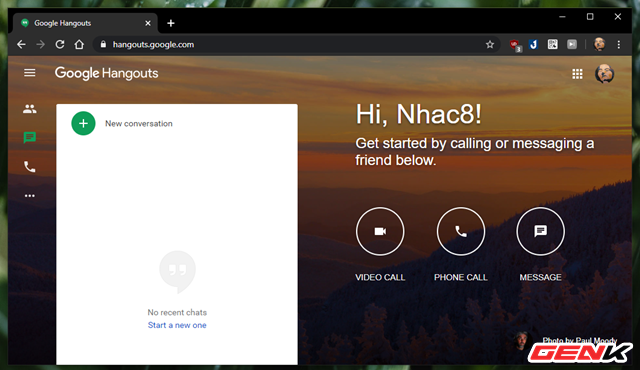 Google Hangouts
hangouts.google.com
3
Google Hangouts
New conversation
No recent chats
Start a new one
Hi, Nhac8!
Get started by calling or messaging a
friend below.
VIDEO CALL
PHONE CALL
MESSAGE
Photo by Paul Moody
GENK